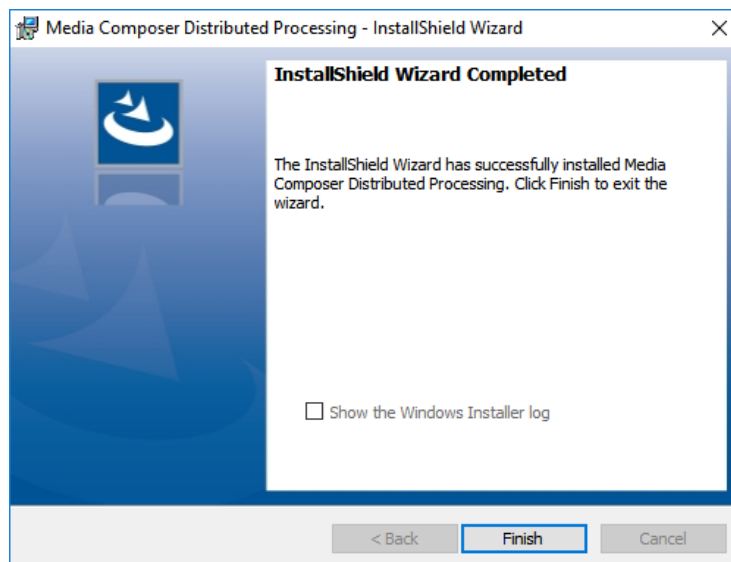 Media Composer Distributed Processing - InstallShield Wizard
InstallShield Wizard Completed
The InstallShield Wizard has successfully installed Media
Composer Distributed Processing. Click Finish to exit the
wizard.
Show the Windows Installer log
< Back
Finish
Cancel